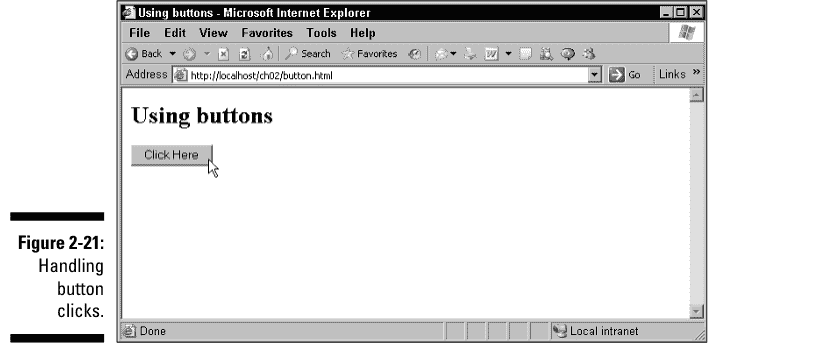 Using buttons - Microsoft Internet Explorer
File Edit View Favorites Tools Help
Back Search Favorites W
Address http://localhost/ch02/button.html Go Links »
Using buttons
Click Here
Figure 2-21:
Handling
button
clicks.
Done Local intranet